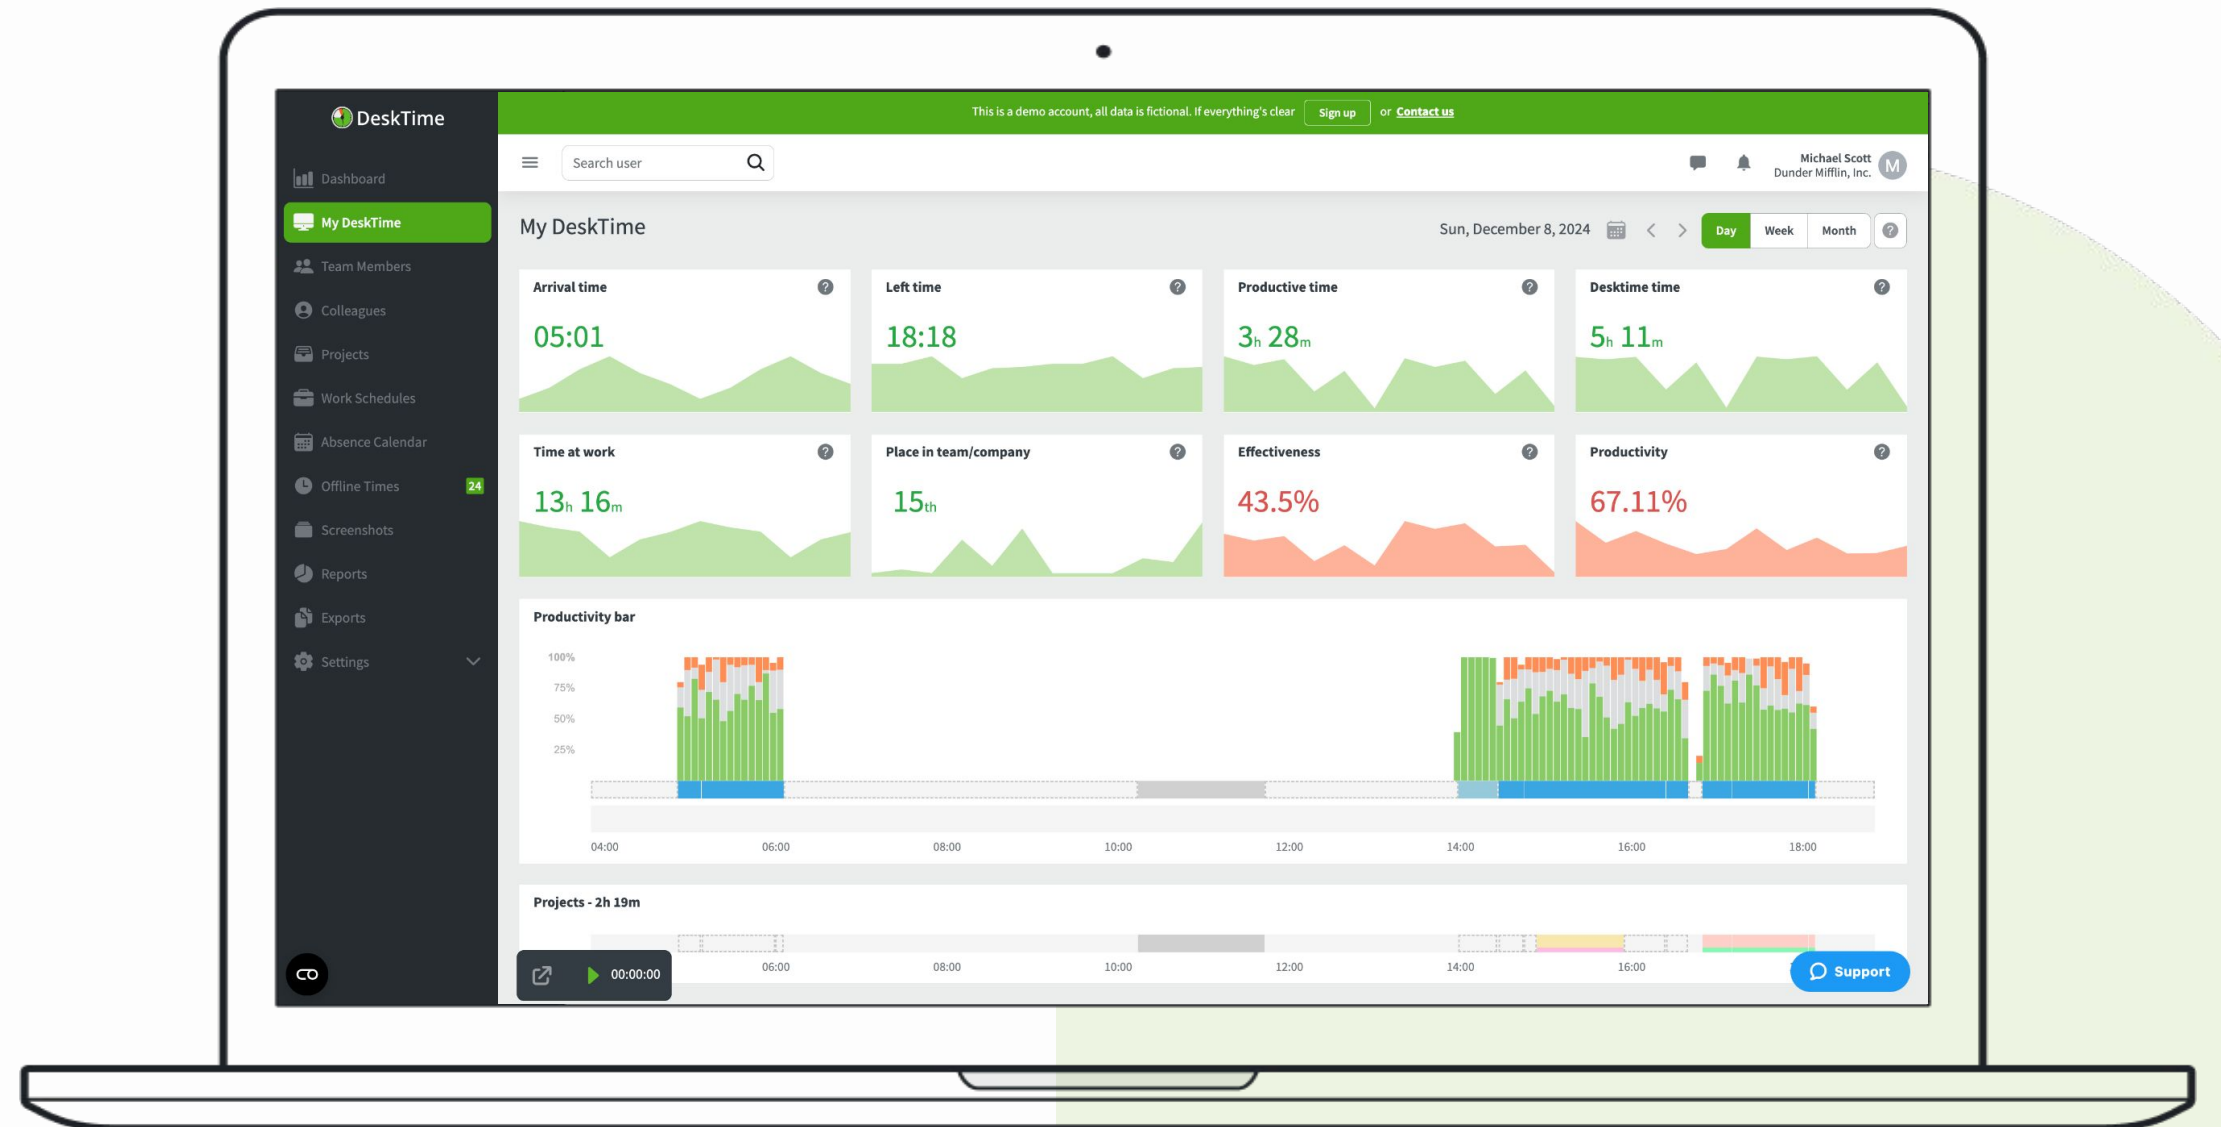 DeskTime
This is a demo account, all data is fictional. If everything's clear Sign up or Contact us
Search user
Michael Scott
Dunder Mifflin, Inc.
M
Dashboard
My DeskTime
Team Members
Colleagues
Projects
Work Schedules
Absence Calendar
Offline Times 24
Screenshots
Reports
Exports
Settings
My DeskTime
Sun, December 8, 2024
Day Week Month ?
Arrival time ?
05:01
Left time ?
18:18
Productive time ?
3h 28m
Desktime time ?
5h 11m
Time at work ?
13h 16m
Place in team/company ?
15th
Effectiveness ?
43.5%
Productivity ?
67.11%
Productivity bar
100%
75%
50%
25%
04:00 06:00 08:00 10:00 12:00 14:00 16:00 18:00
Projects - 2h 19m
06:00 08:00 10:00 12:00 14:00 16:00
00:00:00
Support